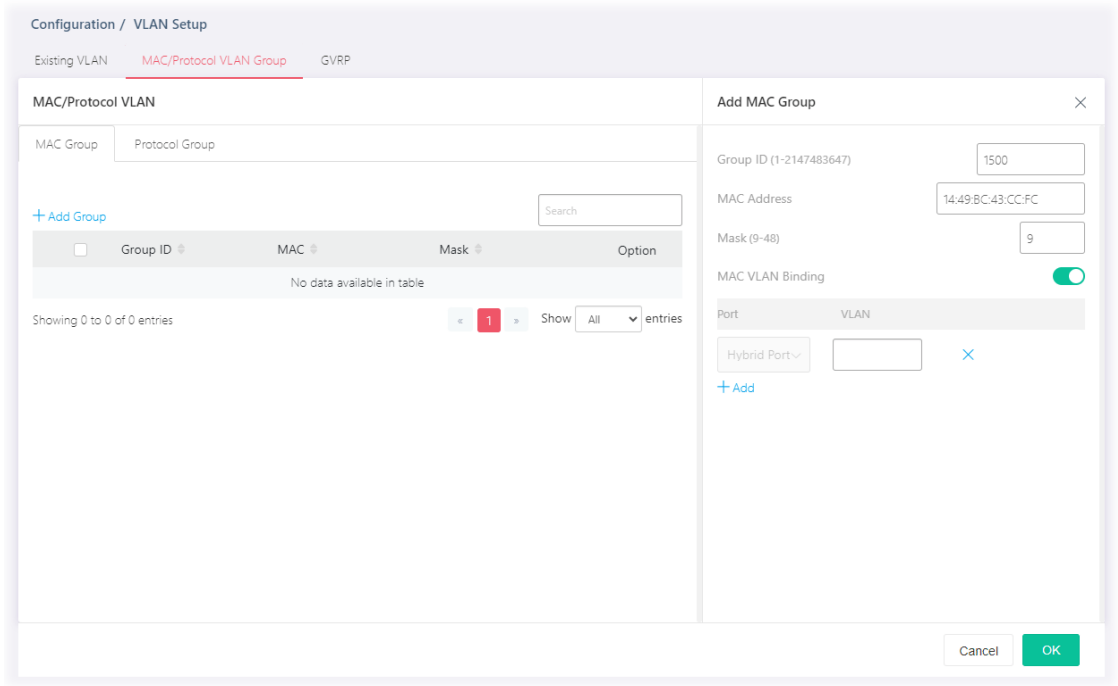 Configuration / VLAN Setup
Existing VLAN MAC/Protocol VLAN Group GVRP
MAC/Protocol VLAN
MAC Group Protocol Group
+ Add Group
Search
Group ID MAC Mask Option
No data available in table
Showing 0 to 0 of 0 entries
« 1 » Show All entries
Add MAC Group
Group ID (1-2147483647) 1500
MAC Address 14:49:BC:43:CC:FC
Mask (9-48) 9
MAC VLAN Binding
Port VLAN
Hybrid Port
+ Add
Cancel OK